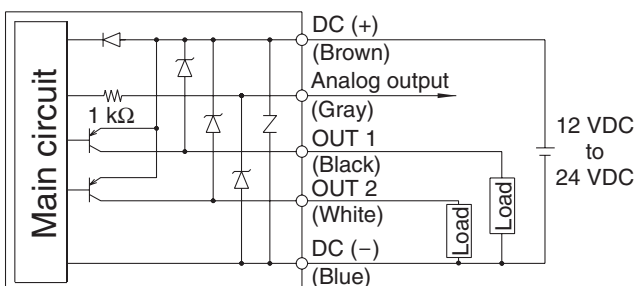 Main circuit
1 kΩ
DC (+)
(Brown)
Analog output
(Gray)
OUT 1
(Black)
OUT 2
(White)
DC (−)
(Blue)
Load
Load
12 VDC
to
24 VDC